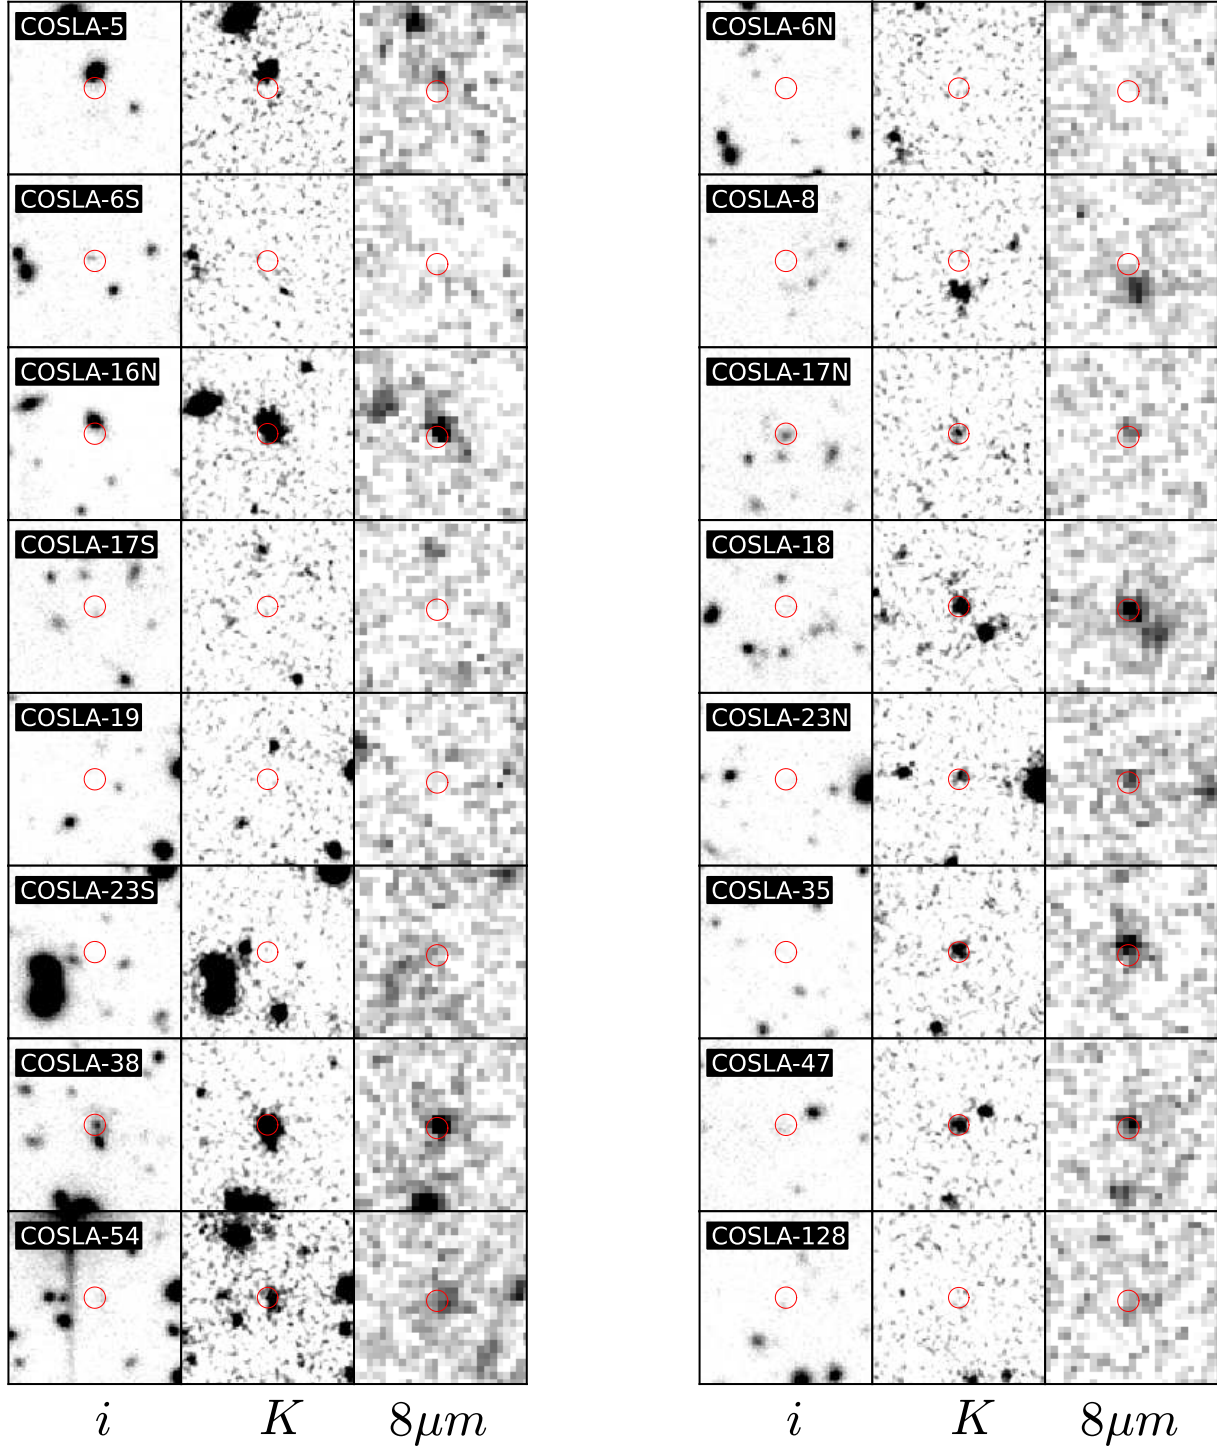 COSLA-5
COSLA-6N
COSLA-6S
COSLA-8
COSLA-16N
COSLA-17N
COSLA-17S
COSLA-18
COSLA-19
COSLA-23N
COSLA-23S
COSLA-35
COSLA-38
COSLA-47
COSLA-54
COSLA-128
i K 8μm i K 8μm